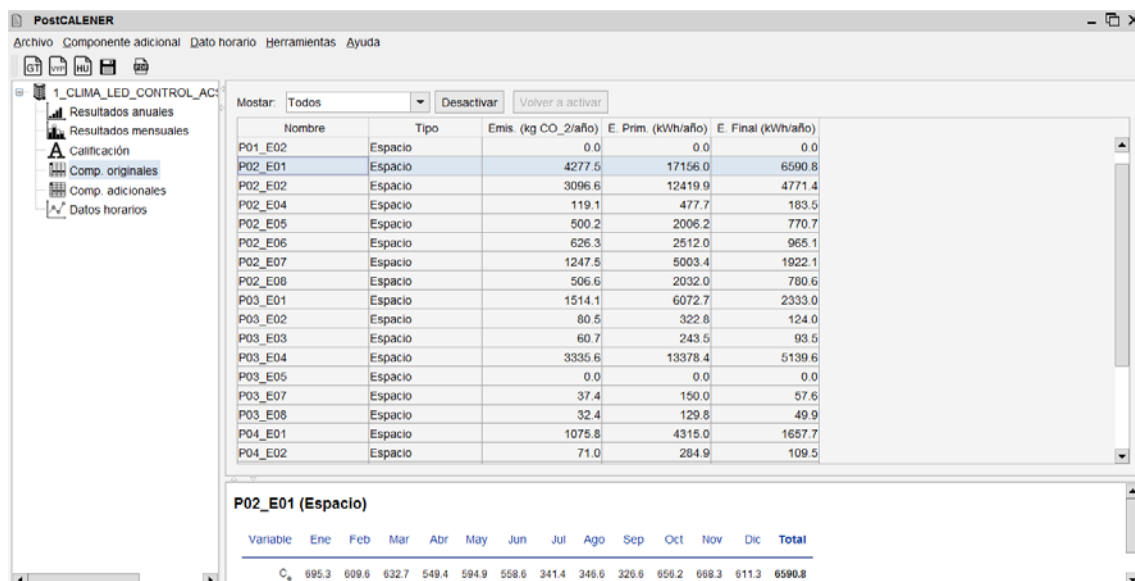 PostCALENER
Archivo Componente adicional Dato horario Herramientas Ayuda
GT VYP HU PDF
1_CLIMA_LED_CONTROL_ACS
Resultados anuales
Resultados mensuales
Calificación
Comp. originales
Comp. adicionales
Datos horarios
Mostar: Todos Desactivar Volver a activar
Nombre Tipo Emis. (kg CO_2/año) E. Prim. (kWh/año) E. Final (kWh/año)
P01_E02 Espacio 0.0 0.0 0.0
P02_E01 Espacio 4277.5 17156.0 6590.8
P02_E02 Espacio 3096.6 12419.9 4771.4
P02_E04 Espacio 119.1 477.7 183.5
P02_E05 Espacio 500.2 2006.2 770.7
P02_E06 Espacio 626.3 2512.0 965.1
P02_E07 Espacio 1247.5 5003.4 1922.1
P02_E08 Espacio 506.6 2032.0 780.6
P03_E01 Espacio 1514.1 6072.7 2333.0
P03_E02 Espacio 80.5 322.8 124.0
P03_E03 Espacio 60.7 243.5 93.5
P03_E04 Espacio 3335.6 13378.4 5139.6
P03_E05 Espacio 0.0 0.0 0.0
P03_E07 Espacio 37.4 150.0 57.6
P03_E08 Espacio 32.4 129.8 49.9
P04_E01 Espacio 1075.8 4315.0 1657.7
P04_E02 Espacio 71.0 284.9 109.5
P02_E01 (Espacio)
Variable Ene Feb Mar Abr May Jun Jul Ago Sep Oct Nov Dic Total
C_e 695.3 609.6 632.7 549.4 594.9 558.6 341.4 346.6 326.6 656.2 668.3 611.3 6590.8